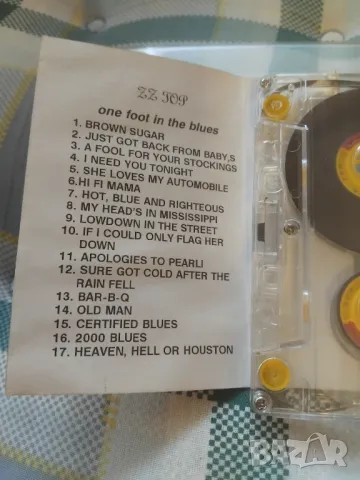 ZZ TOP
one foot in the blues
1. BROWN SUGAR
2. JUST GOT BACK FROM BABY,S
3. A FOOL FOR YOUR STOCKINGS
4. I NEED YOU TONIGHT
5. SHE LOVES MY AUTOMOBILE
6.HI FI MAMA
7. HOT, BLUE AND RIGHTEOUS
8. MY HEAD'S IN MISSISSIPPI
9. LOWDOWN IN THE STREET
10. IF I COULD ONLY FLAG HER
DOWN
11. APOLOGIES TO PEARLI
12. SURE GOT COLD AFTER THE
RAIN FELL
13. BAR-B-Q
14. OLD MAN
15. CERTIFIED BLUES
16. 2000 BLUES
17. HEAVEN, HELL OR HOUSTON
BAZAR